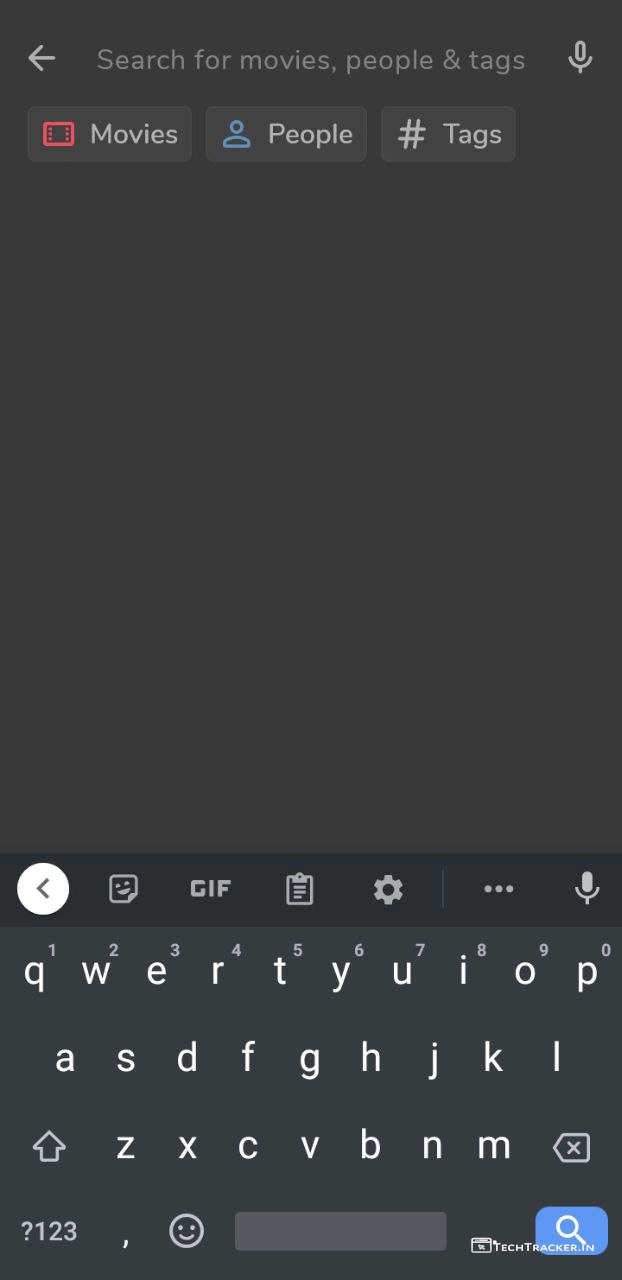 Search for movies, people & tags
Movies People # Tags
GIF
1 2 3 4 5 6 7 8 9 0
q w e r t y u i o p
a s d f g h j k l
z x c v b n m
?123 ,
TECHTRACKER.IN